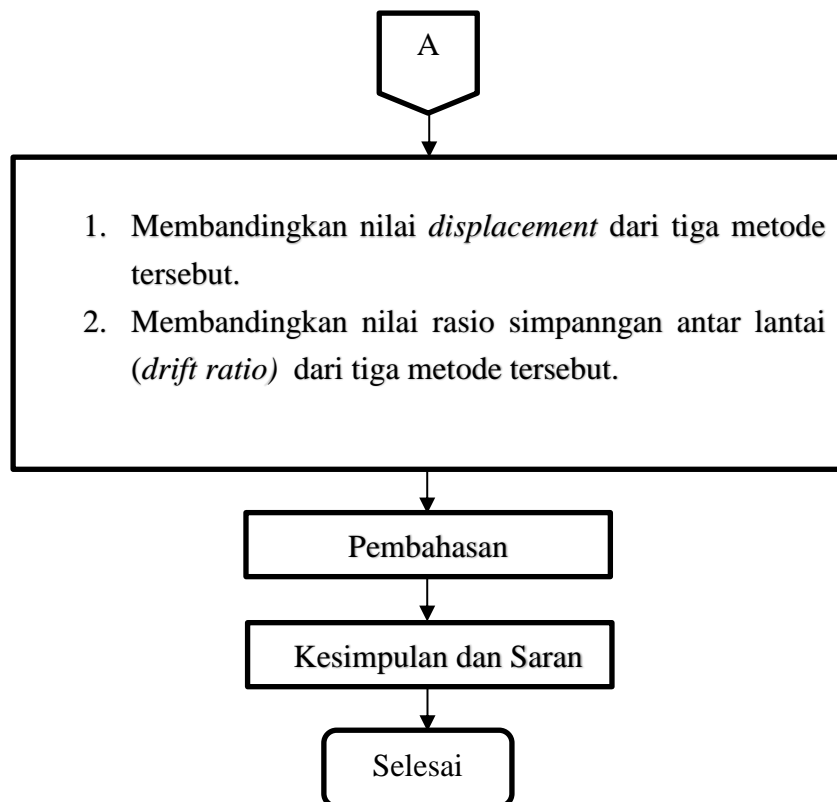 A
1. Membandingkan nilai displacement dari tiga metode
tersebut.
2. Membandingkan nilai rasio simpanngan antar lantai
(drift ratio) dari tiga metode tersebut.
Pembahasan
Kesimpulan dan Saran
Selesai